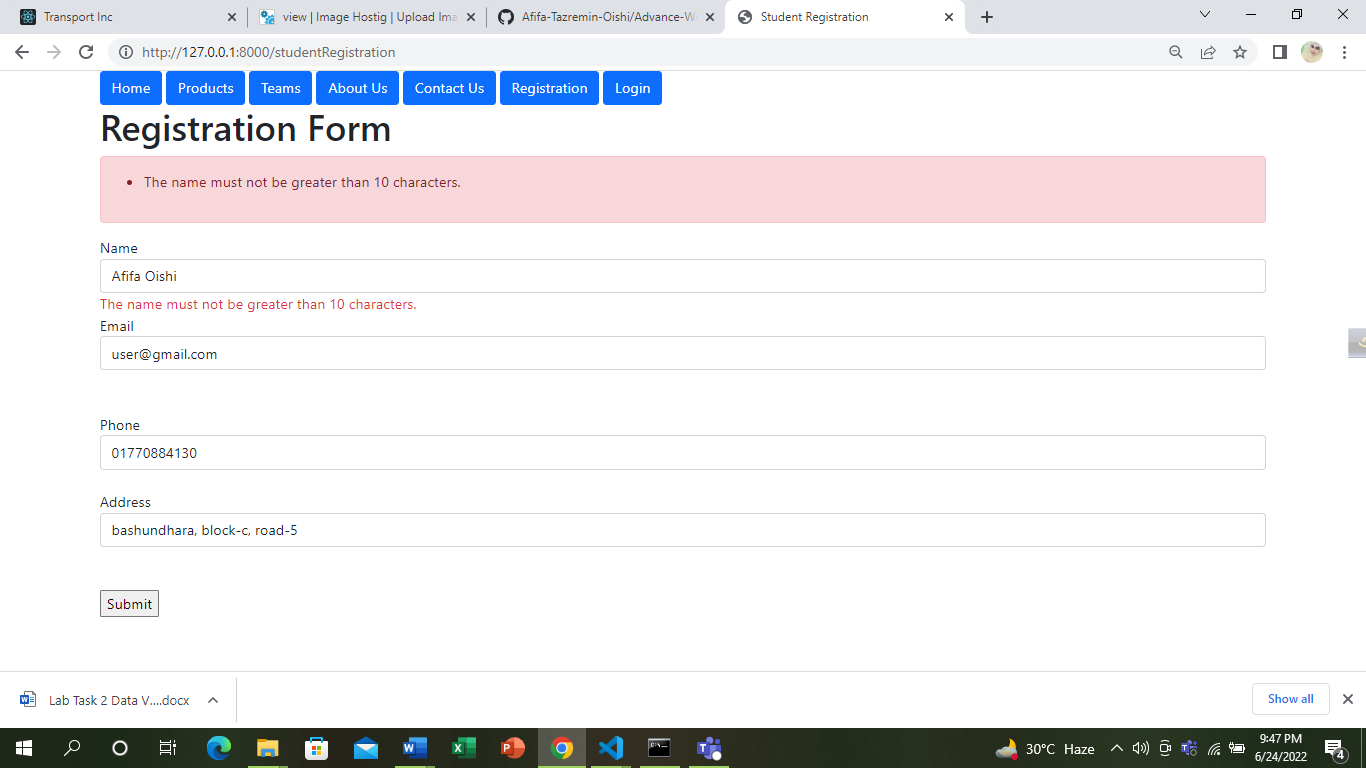 Transport Inc
view | Image Hostig | Upload Ima
Afifa-Tazremin-Oishi/Advance-We
Student Registration
http://127.0.0.1:8000/studentRegistration
Home Products Teams About Us Contact Us Registration Login
Registration Form
The name must not be greater than 10 characters.
Name
Afifa Oishi
The name must not be greater than 10 characters.
Email
user@gmail.com
Phone
01770884130
Address
bashundhara, block-c, road-5
Submit
Lab Task 2 Data V....docx
Show all
30°C Haze
9:47 PM
6/24/2022
4